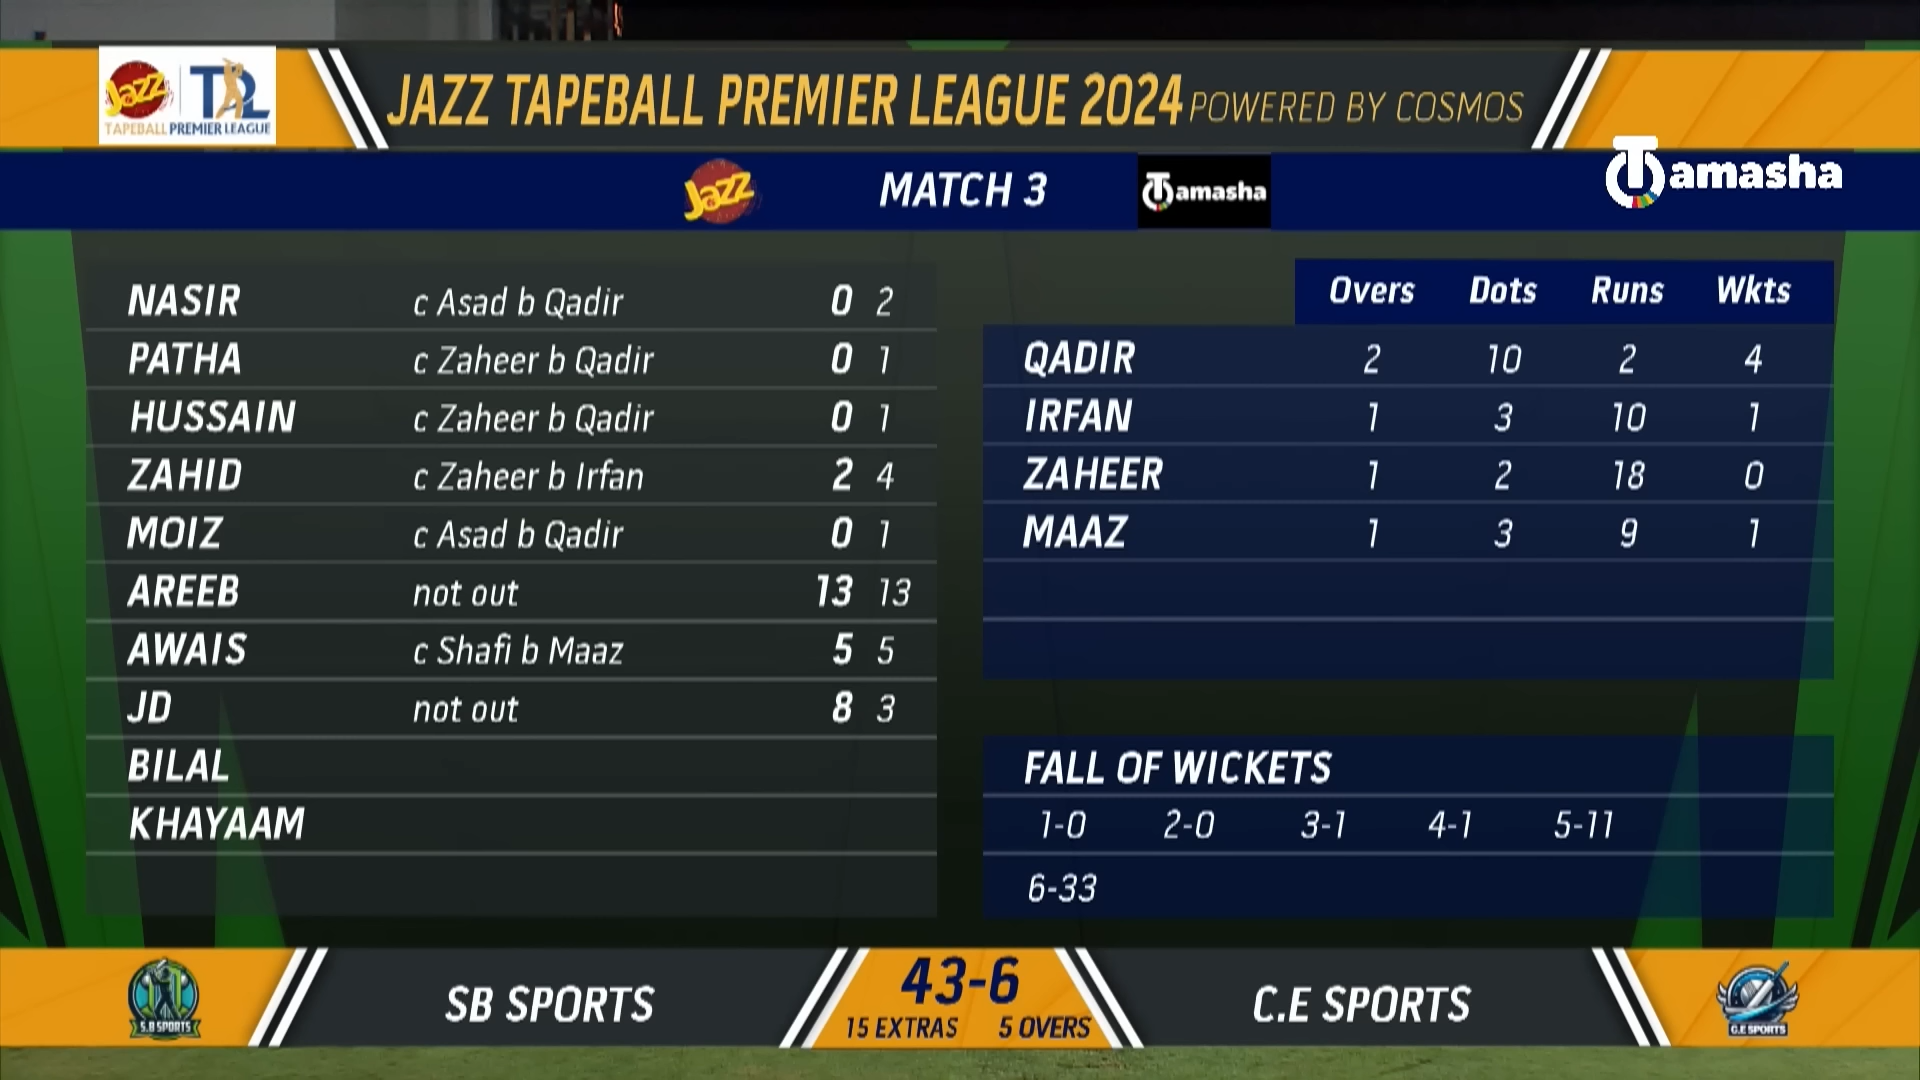 Jazz TPL
TAPEBALL PREMIER LEAGUE
JAZZ TAPEBALL PREMIER LEAGUE 2024 POWERED BY COSMOS
Jazz MATCH 3 Tamasha
Tamasha
NASIR c Asad b Qadir 0 2
PATHA c Zaheer b Qadir 0 1
HUSSAIN c Zaheer b Qadir 0 1
ZAHID c Zaheer b Irfan 2 4
MOIZ c Asad b Qadir 0 1
AREEB not out 13 13
AWAIS c Shafi b Maaz 5 5
JD not out 8 3
BILAL
KHAYAAM
Overs Dots Runs Wkts
QADIR 2 10 2 4
IRFAN 1 3 10 1
ZAHEER 1 2 18 0
MAAZ 1 3 9 1
FALL OF WICKETS
1-0 2-0 3-1 4-1 5-11
6-33
S.B SPORTS
SB SPORTS
43-6
15 EXTRAS 5 OVERS
C.E SPORTS
C.E SPORTS